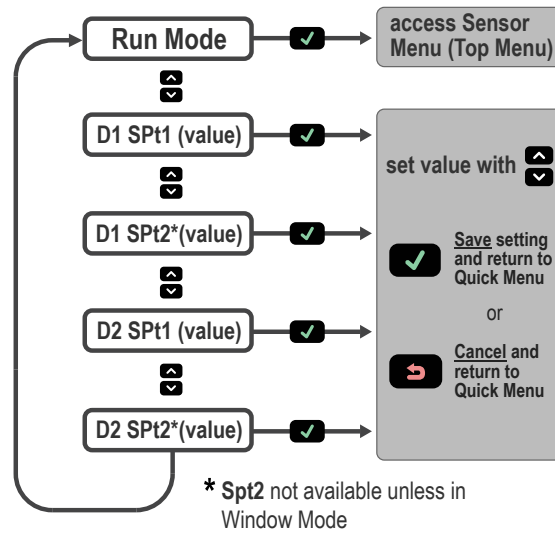 Run Mode
access Sensor
Menu (Top Menu)
D1 SPt1 (value)
set value with
D1 SPt2*(value)
Save setting
and return to
Quick Menu
or
D2 SPt1 (value)
Cancel and
return to
Quick Menu
D2 SPt2*(value)
* Spt2 not available unless in
Window Mode